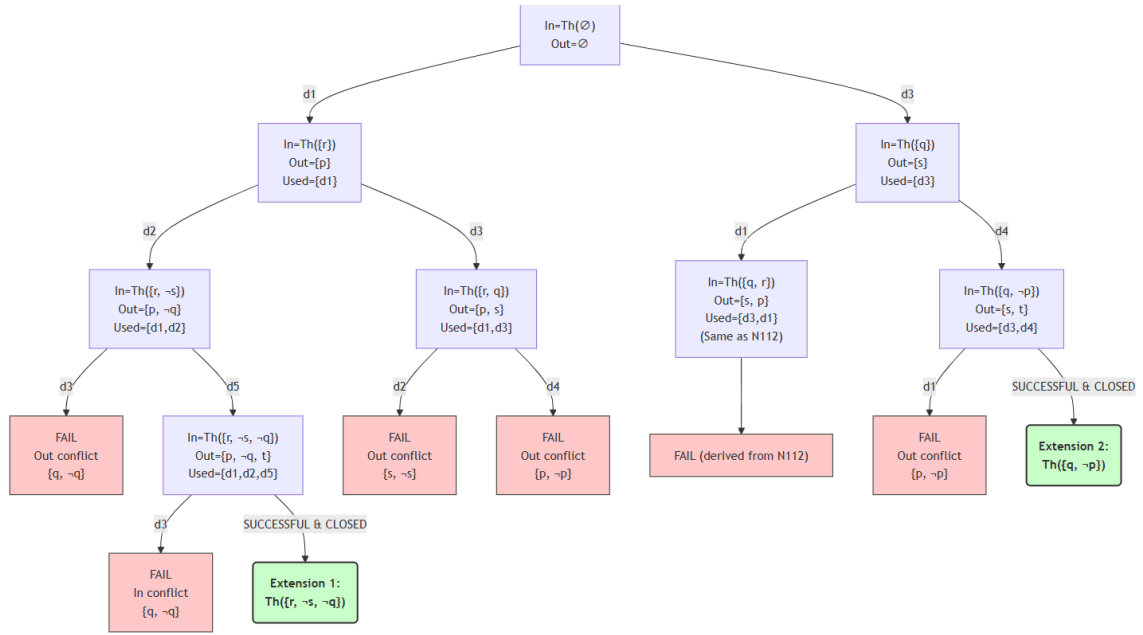 In=Th(∅)
Out=∅
d1
d3
In=Th({r})
Out={p}
Used={d1}
In=Th({q})
Out={s}
Used={d3}
d2
d3
d1
d4
In=Th({r, ¬s})
Out={p, ¬q}
Used={d1,d2}
In=Th({r, q})
Out={p, s}
Used={d1,d3}
In=Th({q, r})
Out={s, p}
Used={d3,d1}
(Same as N112)
In=Th({q, ¬p})
Out={s, t}
Used={d3,d4}
d3
d5
d2
d4
d1
SUCCESSFUL & CLOSED
FAIL
Out conflict
{q, ¬q}
In=Th({r, ¬s, ¬q})
Out={p, ¬q, t}
Used={d1,d2,d5}
FAIL
Out conflict
{s, ¬s}
FAIL
Out conflict
{p, ¬p}
FAIL (derived from N112)
FAIL
Out conflict
{p, ¬p}
Extension 2:
Th({q, ¬p})
d3
SUCCESSFUL & CLOSED
FAIL
In conflict
{q, ¬q}
Extension 1:
Th({r, ¬s, ¬q})